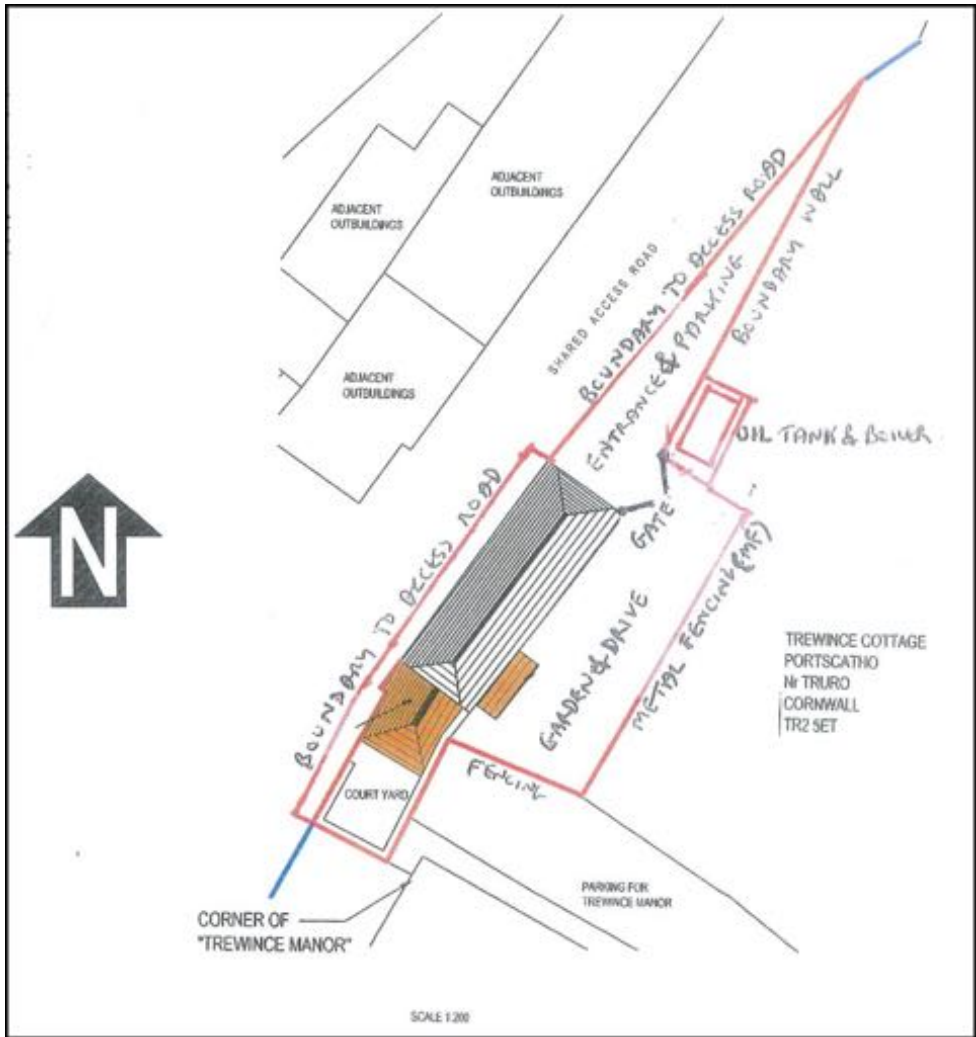 ADJACENT
OUTBUILDINGS
ADJACENT
OUTBUILDINGS
ADJACENT
OUTBUILDINGS
SHARED ACCESS ROAD
BOUNDARY TO ACCESS ROAD
ENTRANCE & PARKING
BOUNDARY WALL
OIL TANK & BOILER
GATE
N
BOUNDARY TO ACCESS ROAD
GARDEN & DRIVE
METAL FENCING (MF)
TREWINCE COTTAGE
PORTSCATHO
Nr TRURO
CORNWALL
TR2 5ET
FENCING
COURT YARD
PARKING FOR
TREWINCE MANOR
CORNER OF
"TREWINCE MANOR"
SCALE 1:200